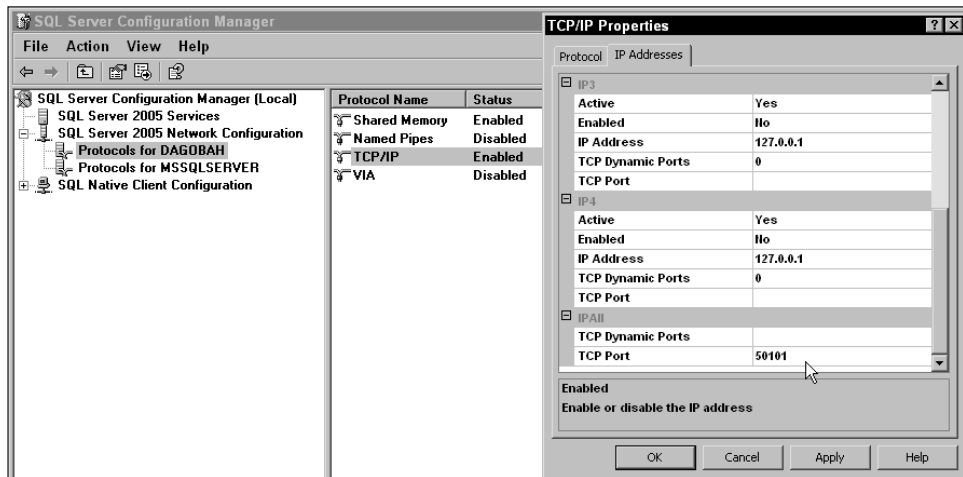 SQL Server Configuration Manager
File Action View Help
SQL Server Configuration Manager (Local)
SQL Server 2005 Services
SQL Server 2005 Network Configuration
Protocols for DAGOBAH
Protocols for MSSQLSERVER
SQL Native Client Configuration
Protocol Name Status
Shared Memory Enabled
Named Pipes Disabled
TCP/IP Enabled
VIA Disabled
TCP/IP Properties
Protocol IP Addresses
IP3
Active Yes
Enabled No
IP Address 127.0.0.1
TCP Dynamic Ports 0
TCP Port
IP4
Active Yes
Enabled No
IP Address 127.0.0.1
TCP Dynamic Ports 0
TCP Port
IPAll
TCP Dynamic Ports
TCP Port 50101
Enabled
Enable or disable the IP address
OK Cancel Apply Help